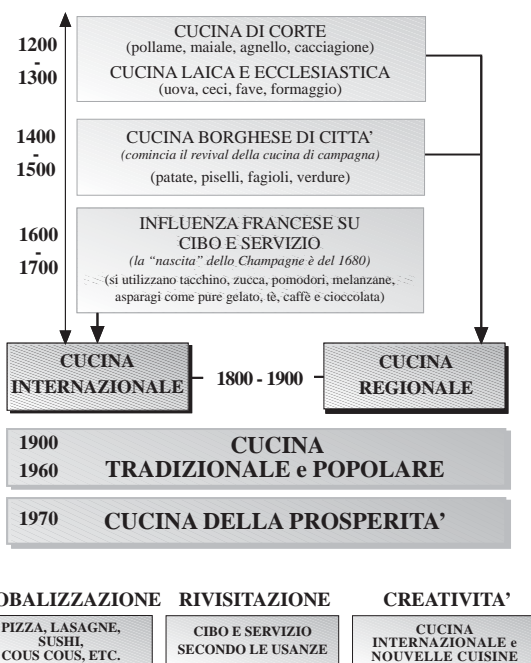 1200
-
1300
CUCINA DI CORTE
(pollame, maiale, agnello, cacciagione)
CUCINA LAICA E ECCLESIASTICA
(uova, ceci, fave, formaggio)
1400
-
1500
CUCINA BORGHESE DI CITTA'
(comincia il revival della cucina di campagna)
(patate, piselli, fagioli, verdure)
1600
-
1700
INFLUENZA FRANCESE SU
CIBO E SERVIZIO
(la “nascita” dello Champagne è del 1680)
(si utilizzano tacchino, zucca, pomodori, melanzane,
asparagi come pure gelato, tè, caffè e cioccolata)
CUCINA
INTERNAZIONALE
1800 - 1900
CUCINA
REGIONALE
1900
1960
CUCINA
TRADIZIONALE e POPOLARE
1970
CUCINA DELLA PROSPERITA'
OBALIZZAZIONE
RIVISITAZIONE
CREATIVITA'
PIZZA, LASAGNE,
SUSHI,
COUS COUS, ETC.
CIBO E SERVIZIO
SECONDO LE USANZE
CUCINA
INTERNAZIONALE e
NOUVELLE CUISINE